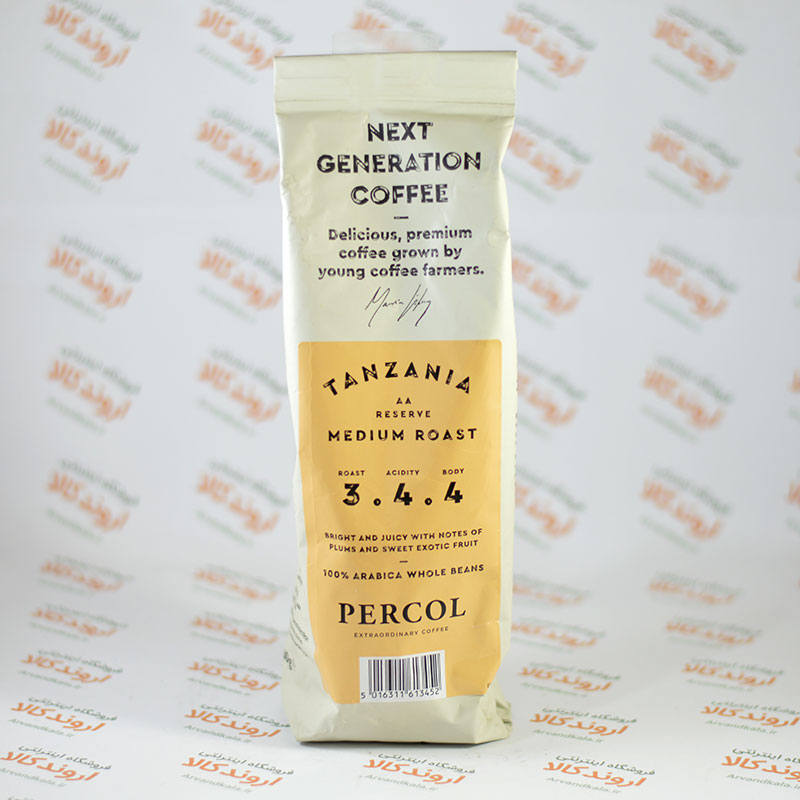 NEXT
GENERATION
COFFEE
Delicious, premium
coffee grown by
young coffee farmers.
TANZANIA
AA
RESERVE
MEDIUM ROAST
ROAST ACIDITY BODY
3.4.4
BRIGHT AND JUICY WITH NOTES OF
PLUMS AND SWEET EXOTIC FRUIT
100% ARABICA WHOLE BEANS
PERCOL
EXTRAORDINARY COFFEE
5 016311 613452
فروشگاه اینترنتی
اروند کالا
Arvandkala.ir